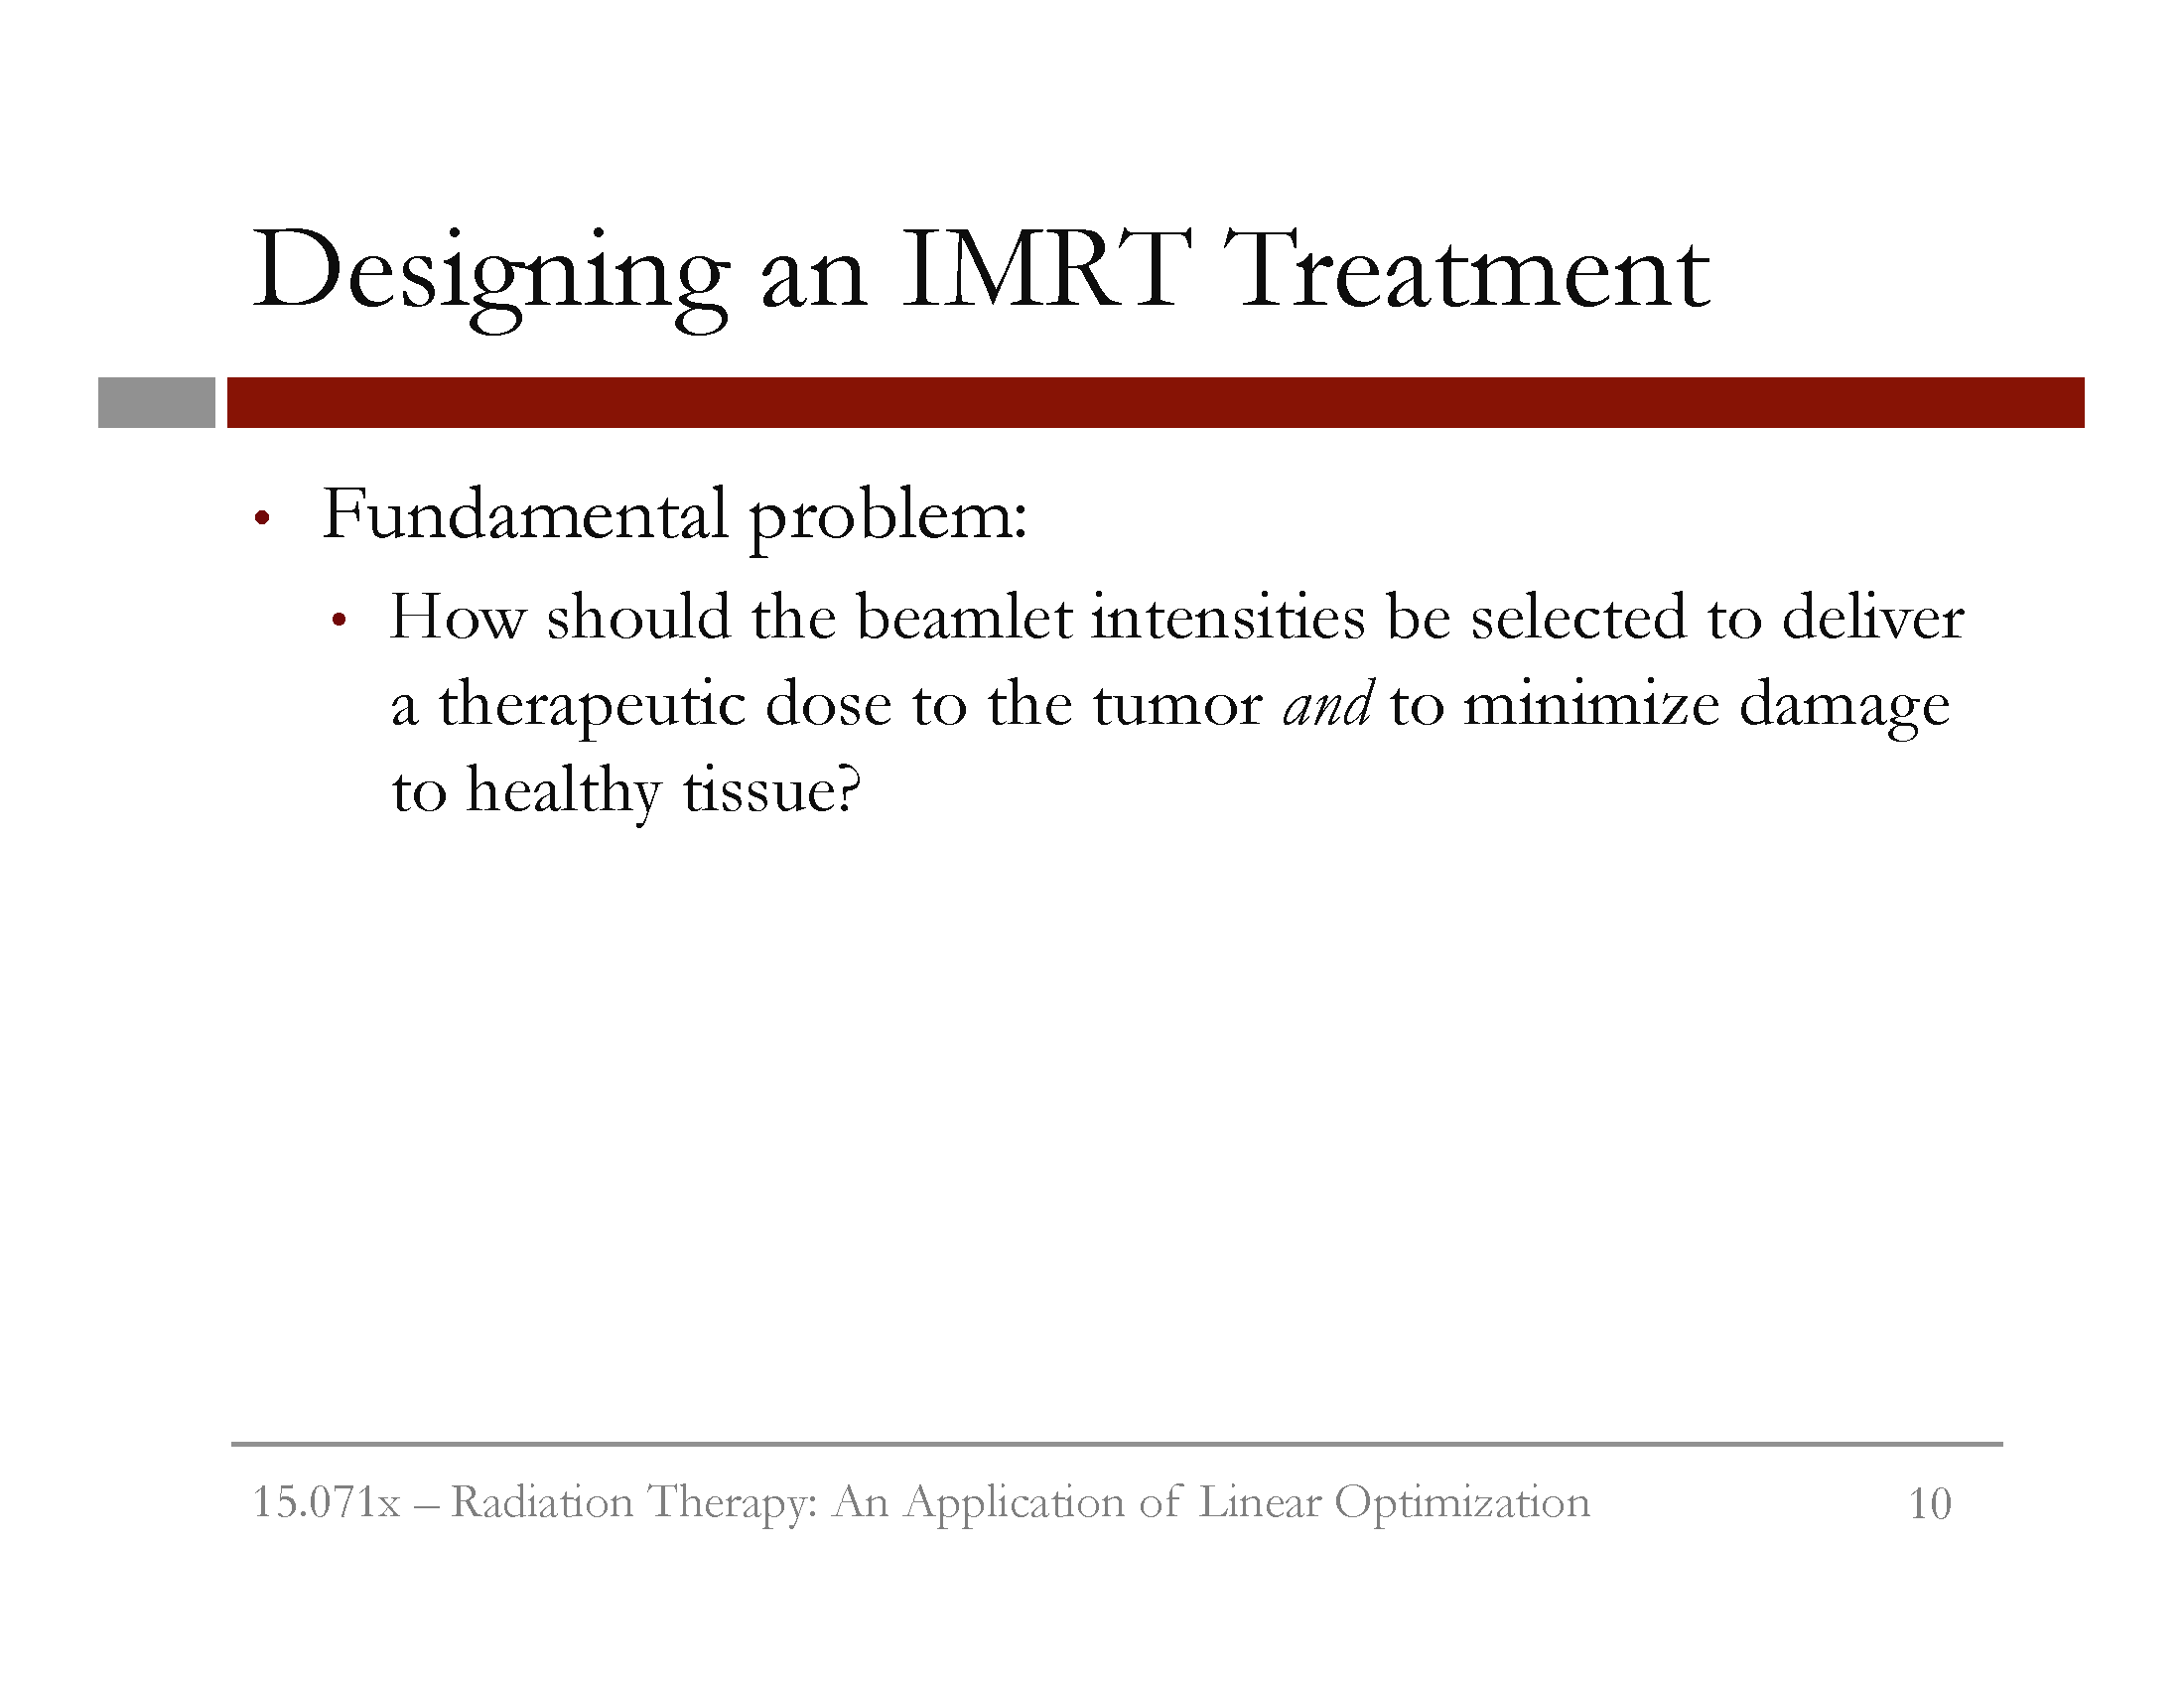 Designing an IMRT Treatment
• Fundamental problem:
• How should the beamlet intensities be selected to deliver
a therapeutic dose to the tumor and to minimize damage
to healthy tissue?
15.071x – Radiation Therapy: An Application of Linear Optimization 10